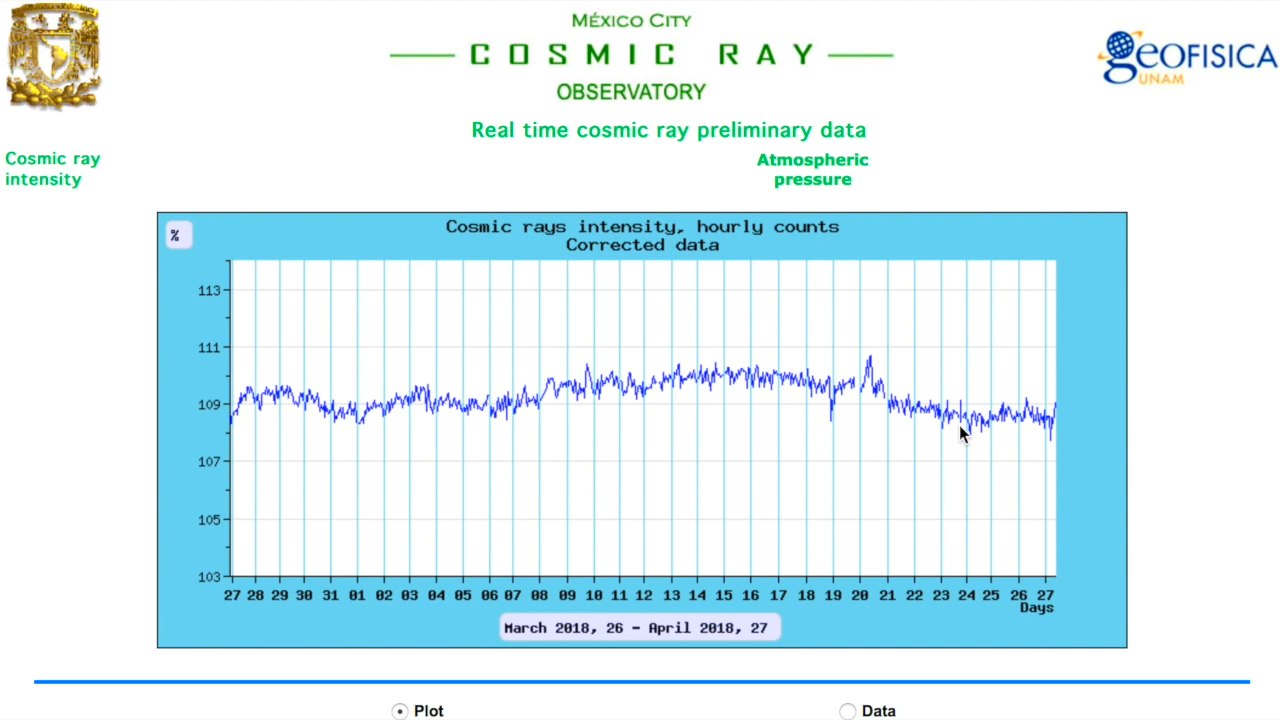 MÉXICO CITY
COSMIC RAY
OBSERVATORY
GEOFISICA
UNAM
Real time cosmic ray preliminary data
Cosmic ray
intensity
Atmospheric
pressure
%
Cosmic rays intensity, hourly counts
Corrected data
113
111
109
107
105
103
27 28 29 30 31 01 02 03 04 05 06 07 08 09 10 11 12 13 14 15 16 17 18 19 20 21 22 23 24 25 26 27
Days
March 2018, 26 - April 2018, 27
Plot
Data